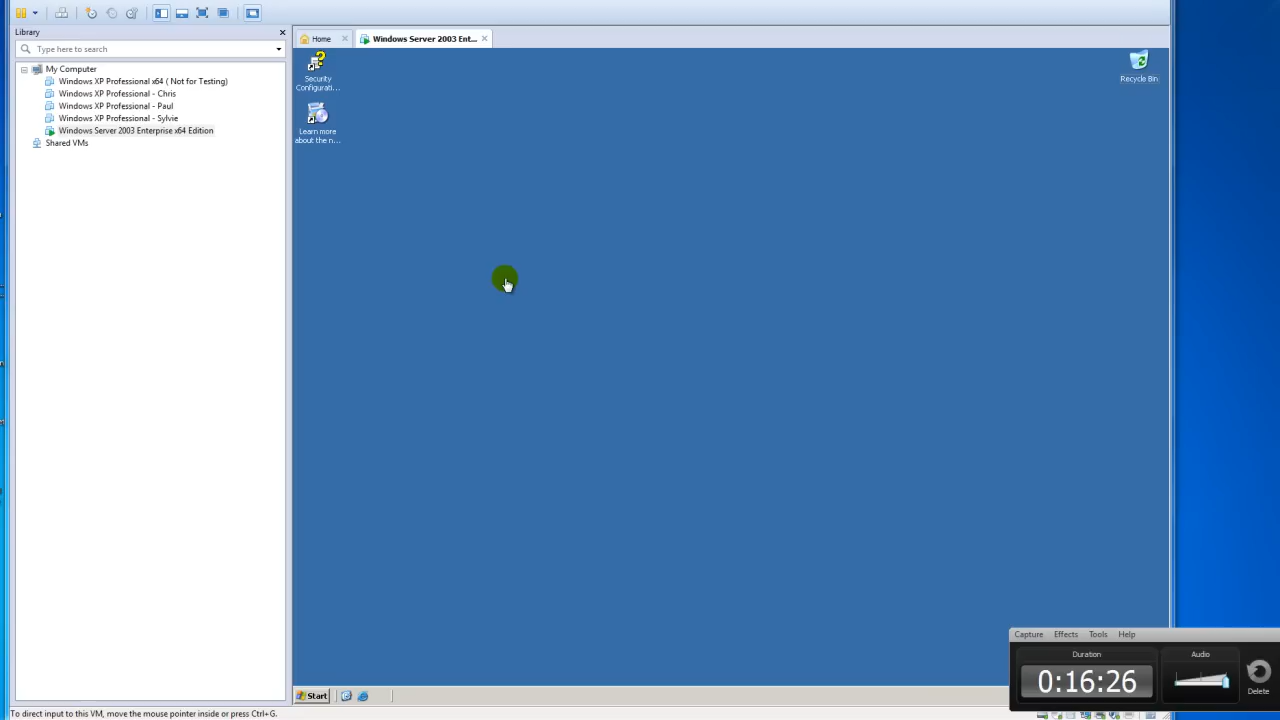 Library
Type here to search
My Computer
Windows XP Professional x64 ( Not for Testing)
Windows XP Professional - Chris
Windows XP Professional - Paul
Windows XP Professional - Sylvie
Windows Server 2003 Enterprise x64 Edition
Shared VMs
Home
Windows Server 2003 Ent...
Security
Configurati...
Learn more
about the n...
Recycle Bin
Start
Capture Effects Tools Help
Duration
0:16:26
Audio
Delete
To direct input to this VM, move the mouse pointer inside or press Ctrl+G.